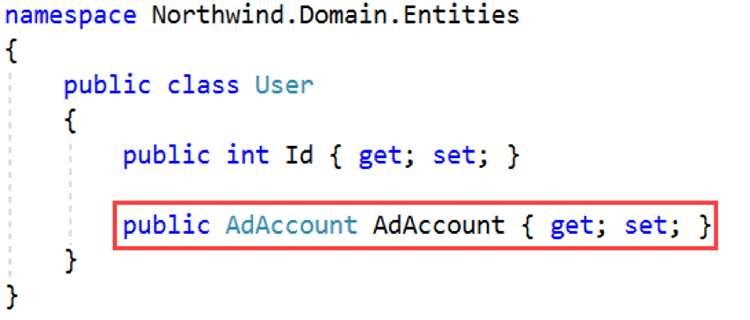 namespace Northwind.Domain.Entities
{
public class User
{
public int Id { get; set; }
public AdAccount AdAccount { get; set; }
}
}